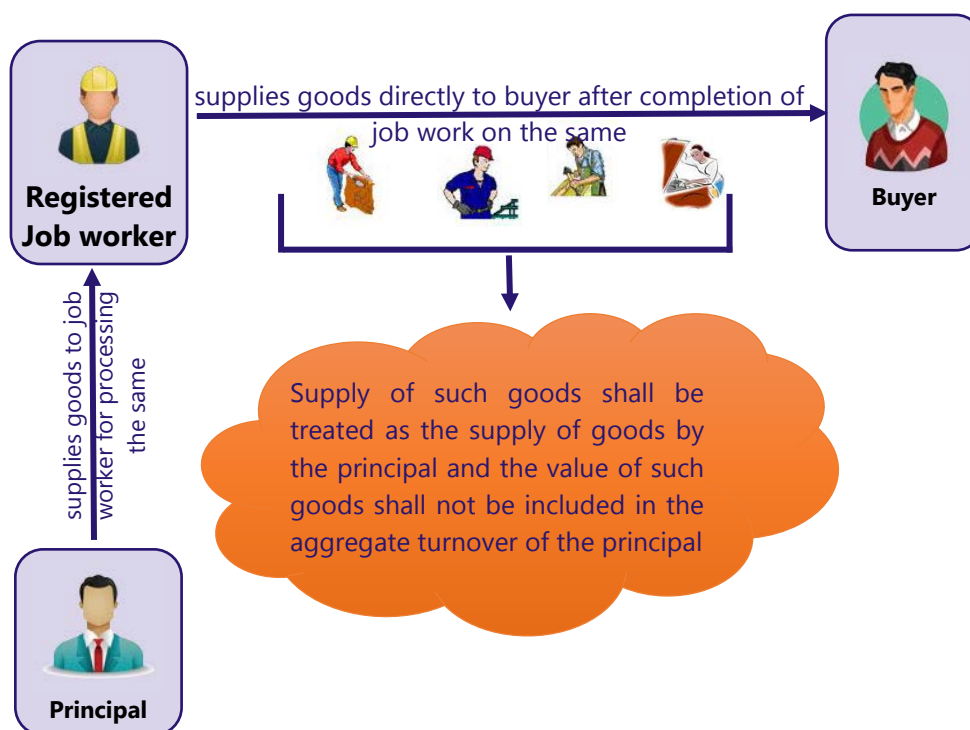 supplies goods directly to buyer after completion of
job work on the same
Registered
Job worker
Buyer
supplies goods to job
worker for processing
the same
Supply of such goods shall be
treated as the supply of goods by
the principal and the value of such
goods shall not be included in the
aggregate turnover of the principal
Principal